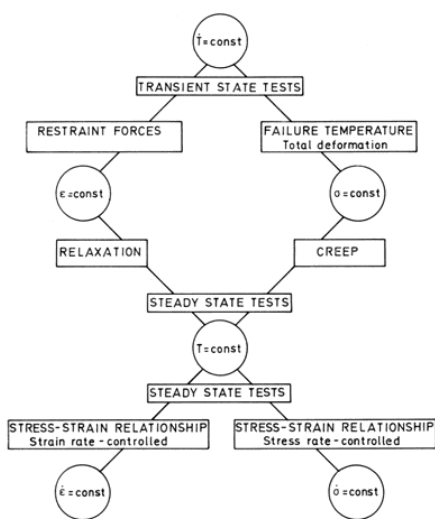 Ṫ=const
TRANSIENT STATE TESTS
RESTRAINT FORCES
FAILURE TEMPERATURE
Total deformation
ε=const
σ=const
RELAXATION
CREEP
STEADY STATE TESTS
T=const
STEADY STATE TESTS
STRESS-STRAIN RELATIONSHIP
Strain rate-controlled
STRESS-STRAIN RELATIONSHIP
Stress rate-controlled
ε̇=const
σ̇=const